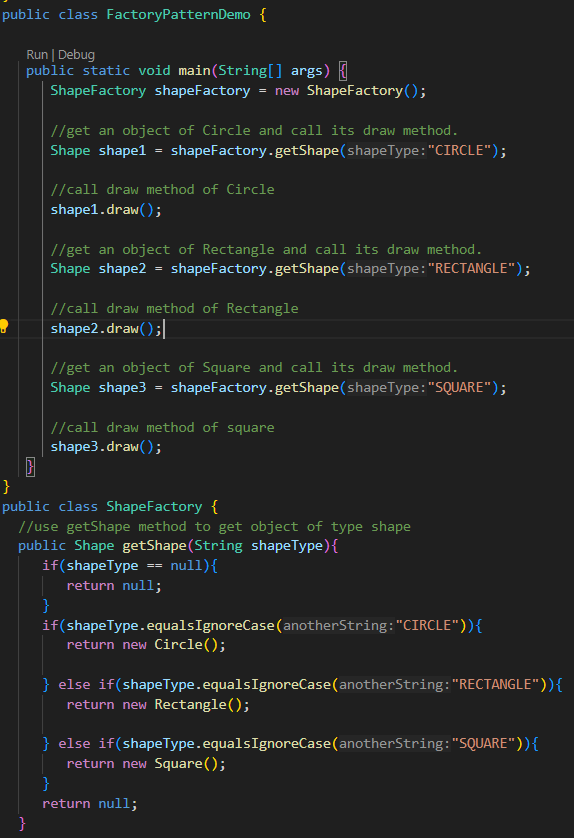 public class FactoryPatternDemo {
Run | Debug
public static void main(String[] args) {
ShapeFactory shapeFactory = new ShapeFactory();
//get an object of Circle and call its draw method.
Shape shape1 = shapeFactory.getShape(shapeType:"CIRCLE");
//call draw method of Circle
shape1.draw();
//get an object of Rectangle and call its draw method.
Shape shape2 = shapeFactory.getShape(shapeType:"RECTANGLE");
//call draw method of Rectangle
shape2.draw();
//get an object of Square and call its draw method.
Shape shape3 = shapeFactory.getShape(shapeType:"SQUARE");
//call draw method of square
shape3.draw();
}
}
public class ShapeFactory {
//use getShape method to get object of type shape
public Shape getShape(String shapeType){
if(shapeType == null){
return null;
}
if(shapeType.equalsIgnoreCase(anotherString:"CIRCLE")){
return new Circle();
} else if(shapeType.equalsIgnoreCase(anotherString:"RECTANGLE")){
return new Rectangle();
} else if(shapeType.equalsIgnoreCase(anotherString:"SQUARE")){
return new Square();
}
return null;
}